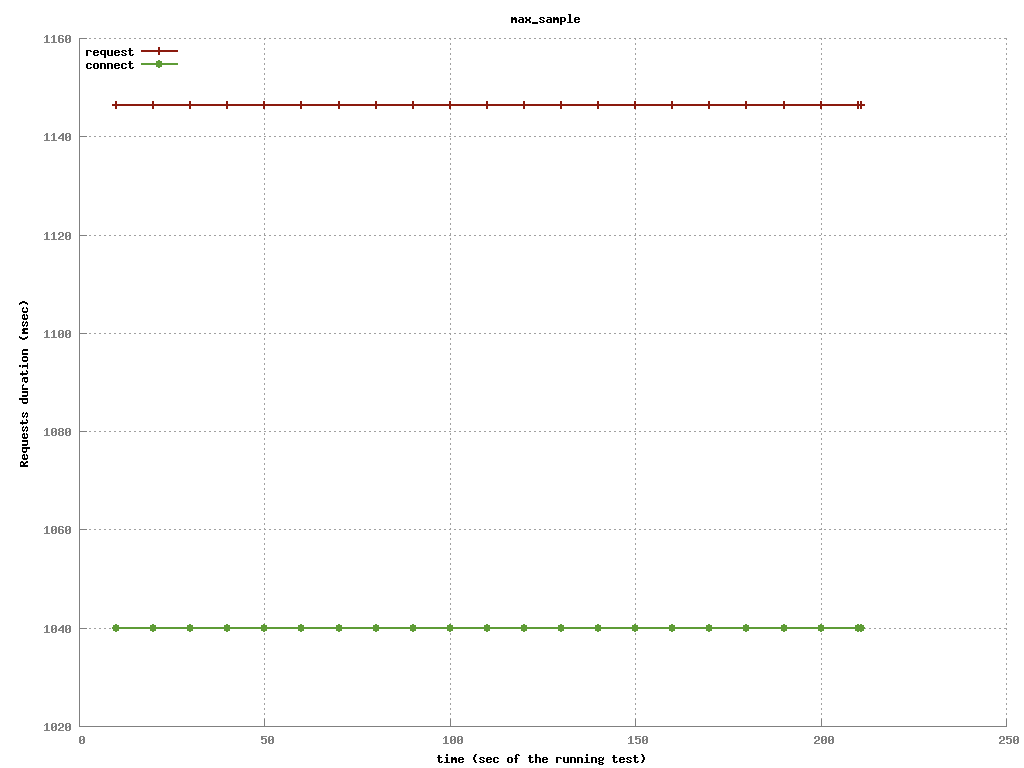 max_sample
1160
request
connect
1140
1120
1100
1080
1060
1040
1020
0 50 100 150 200 250
Requests duration (msec)
time (sec of the running test)